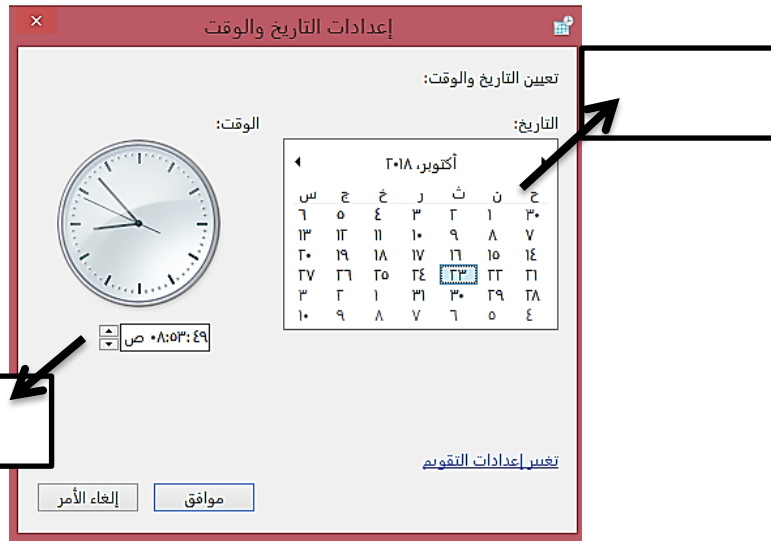 إعدادات التاريخ والوقت
تعيين التاريخ والوقت:
التاريخ:
الوقت:
أكتوبر، ٢٠١٨
ح ن ث ر خ ج س
٣٠ ١ ٢ ٣ ٤ ٥ ٦
٧ ٨ ٩ ١٠ ١١ ١٢ ١٣
١٤ ١٥ ١٦ ١٧ ١٨ ١٩ ٢٠
٢١ ٢٢ ٢٣ ٢٤ ٢٥ ٢٦ ٢٧
٢٨ ٢٩ ٣٠ ٣١ ١ ٢ ٣
٤ ٥ ٦ ٧ ٨ ٩ ١٠
٠٨:٥٣:٤٩ ص
تغيير إعدادات التقويم
موافق
إلغاء الأمر